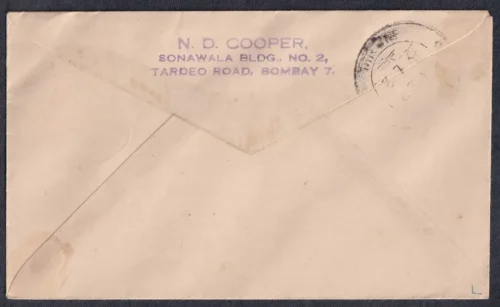 N. D. COOPER,
SONAWALA BLDG., NO. 2,
TARDEO ROAD, BOMBAY 7.
L